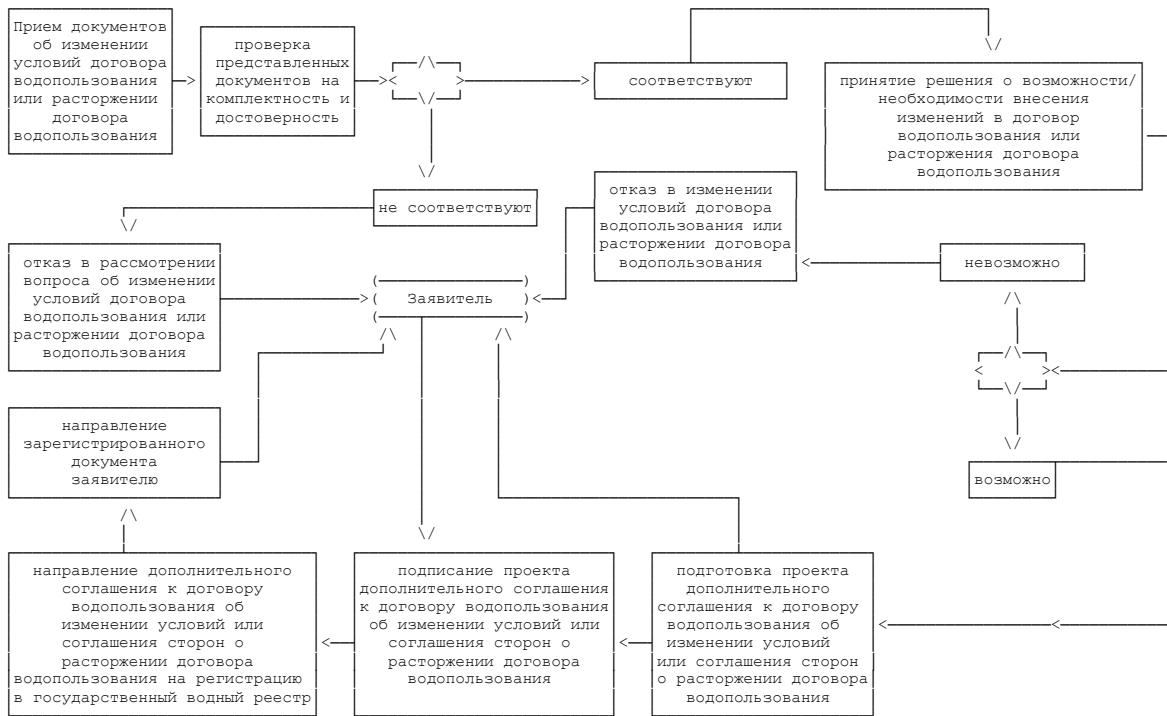 Прием документов
об изменении
условий договора
водопользования
или расторжении
договора
водопользования
проверка
представленных
документов на
комплектность и
достоверность
соответствуют
принятие решения о возможности/
необходимости внесения
изменений в договор
водопользования или
расторжения договора
водопользования
не соответствуют
отказ в изменении
условий договора
водопользования или
расторжении договора
водопользования
невозможно
отказ в рассмотрении
вопроса об изменении
условий договора
водопользования или
расторжении договора
водопользования
Заявитель
направление
зарегистрированного
документа
заявителю
возможно
направление дополнительного
соглашения к договору
водопользования об
изменении условий или
соглашения сторон о
расторжении договора
водопользования на регистрацию
в государственный водный реестр
подписание проекта
дополнительного соглашения
к договору водопользования
об изменении условий или
соглашения сторон о
расторжении договора
водопользования
подготовка проекта
дополнительного
соглашения к договору
водопользования об
изменении условий
или соглашения сторон
о расторжении договора
водопользования